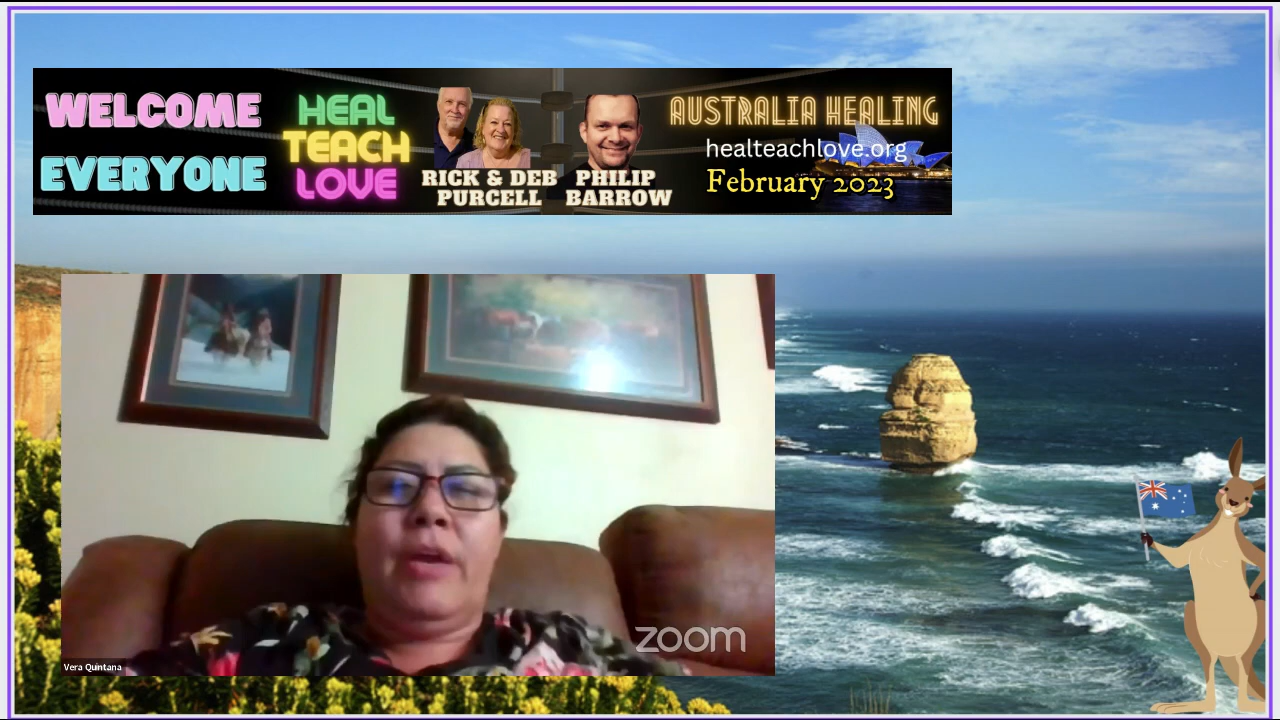 WELCOME
EVERYONE
HEAL
TEACH
LOVE
RICK & DEB
PURCELL
PHILIP
BARROW
AUSTRALIA HEALING
healteachlove.org
February 2023
zoom
Vera Quintana